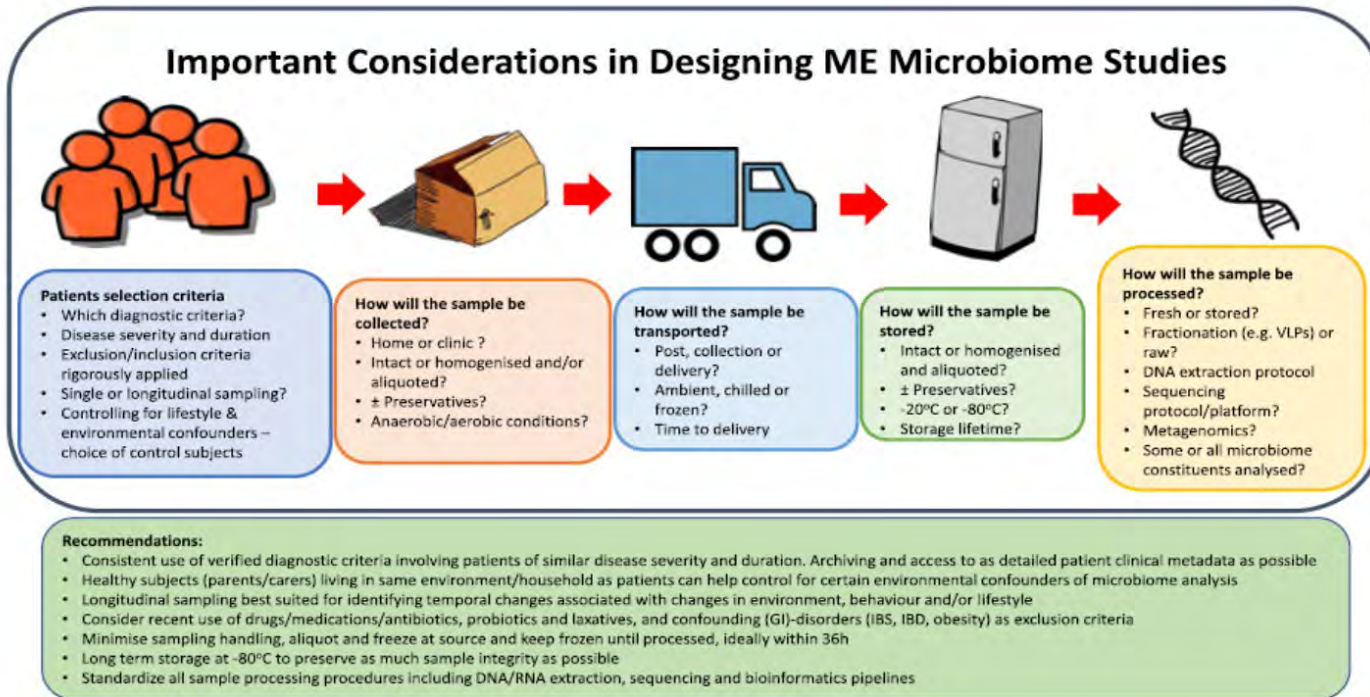 Important Considerations in Designing ME Microbiome Studies
Patients selection criteria
• Which diagnostic criteria?
• Disease severity and duration
• Exclusion/inclusion criteria
rigorously applied
• Single or longitudinal sampling?
• Controlling for lifestyle &
environmental confounders –
choice of control subjects
How will the sample be
collected?
• Home or clinic ?
• Intact or homogenised and/or
aliquoted?
• ± Preservatives?
• Anaerobic/aerobic conditions?
How will the sample be
transported?
• Post, collection or
delivery?
• Ambient, chilled or
frozen?
• Time to delivery
How will the sample be
stored?
• Intact or homogenised
and aliquoted?
• ± Preservatives?
• -20°C or -80°C?
• Storage lifetime?
How will the sample be
processed?
• Fresh or stored?
• Fractionation (e.g. VLPs) or
raw?
• DNA extraction protocol
• Sequencing
protocol/platform?
• Metagenomics?
• Some or all microbiome
constituents analysed?
Recommendations:
• Consistent use of verified diagnostic criteria involving patients of similar disease severity and duration. Archiving and access to as detailed patient clinical metadata as possible
• Healthy subjects (parents/carers) living in same environment/household as patients can help control for certain environmental confounders of microbiome analysis
• Longitudinal sampling best suited for identifying temporal changes associated with changes in environment, behaviour and/or lifestyle
• Consider recent use of drugs/medications/antibiotics, probiotics and laxatives, and confounding (GI)-disorders (IBS, IBD, obesity) as exclusion criteria
• Minimise sampling handling, aliquot and freeze at source and keep frozen until processed, ideally within 36h
• Long term storage at -80°C to preserve as much sample integrity as possible
• Standardize all sample processing procedures including DNA/RNA extraction, sequencing and bioinformatics pipelines